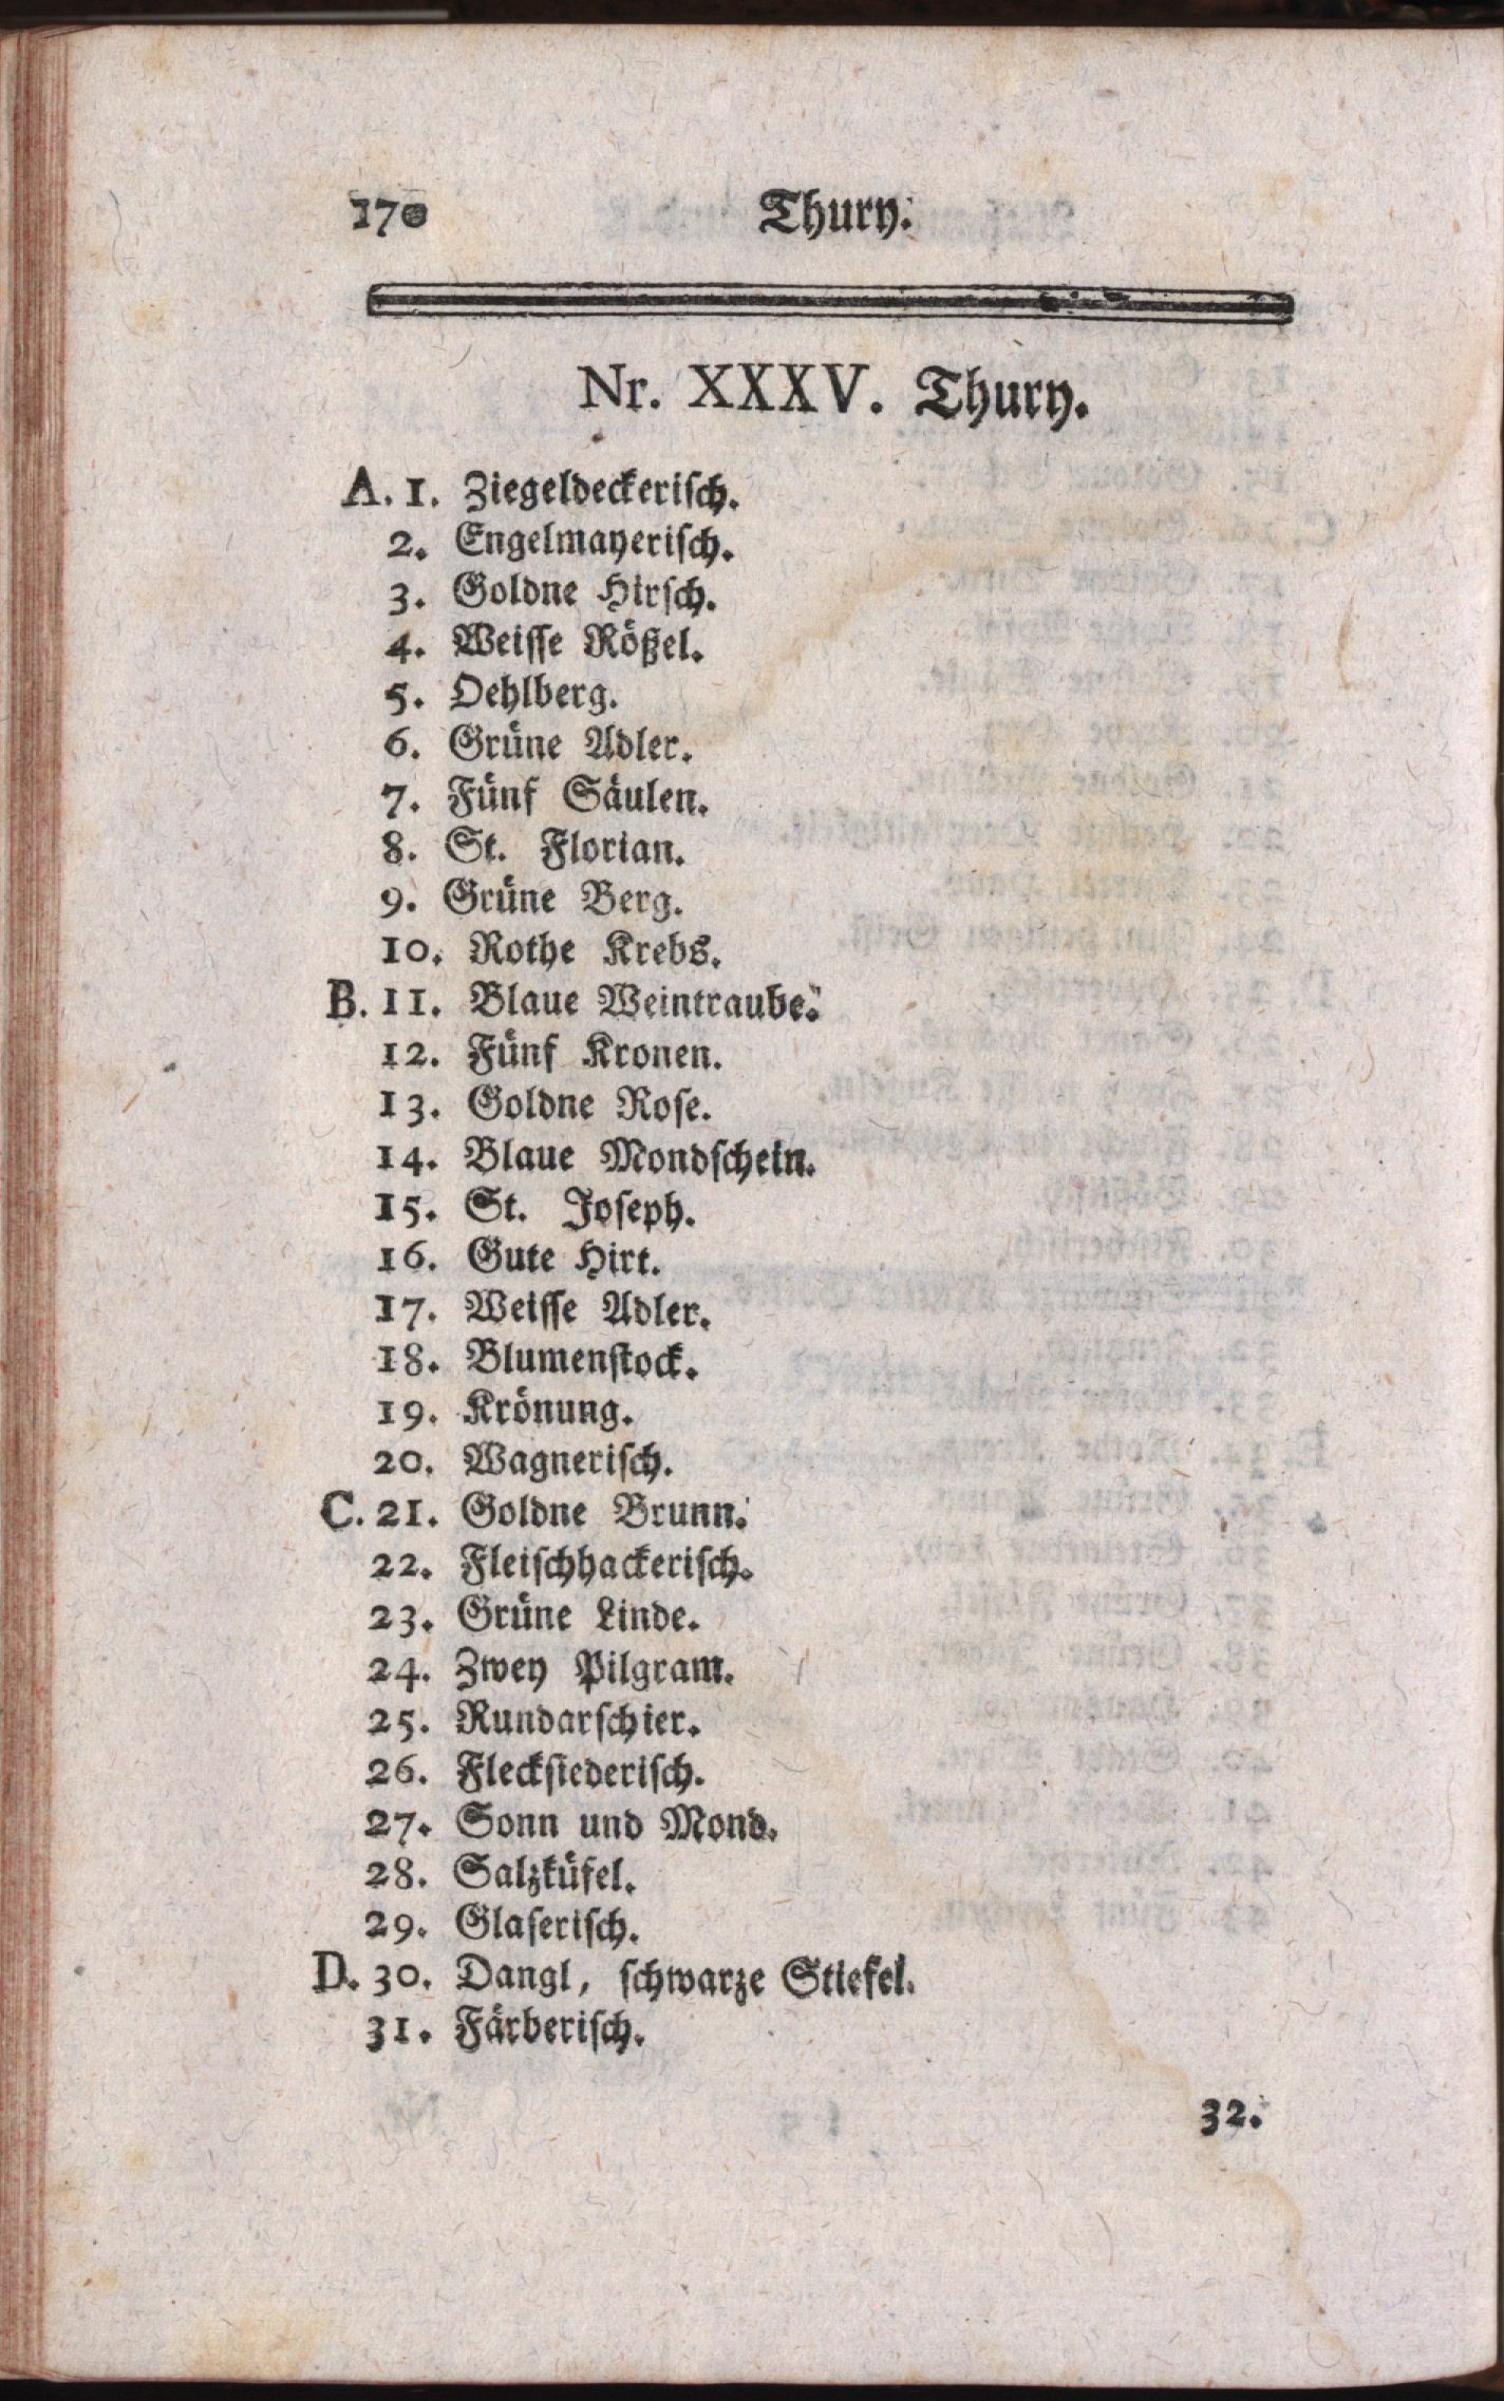 170 Thury.
Nr. XXXV. Thury.
A. 1. Ziegeldeckeriſch.
2. Engelmayeriſch.
3. Goldne Hirſch.
4. Weiſſe Rößel.
5. Oehlberg.
6. Grüne Adler.
7. Fünf Säulen.
8. St. Florian.
9. Grüne Berg.
10. Rothe Krebs.
B. 11. Blaue Weintraube.
12. Fünf Kronen.
13. Goldne Roſe.
14. Blaue Mondſchein.
15. St. Joſeph.
16. Gute Hirt.
17. Weiſſe Adler.
18. Blumenſtock.
19. Krönung.
20. Wagneriſch.
C. 21. Goldne Brunn.
22. Fleiſchhackeriſch.
23. Grüne Linde.
24. Zwey Pilgram.
25. Rundarſchier.
26. Fleckſiederiſch.
27. Sonn und Mond.
28. Salzküfel.
29. Glaſeriſch.
D. 30. Dangl, ſchwarze Stiefel.
31. Färberiſch.
32.